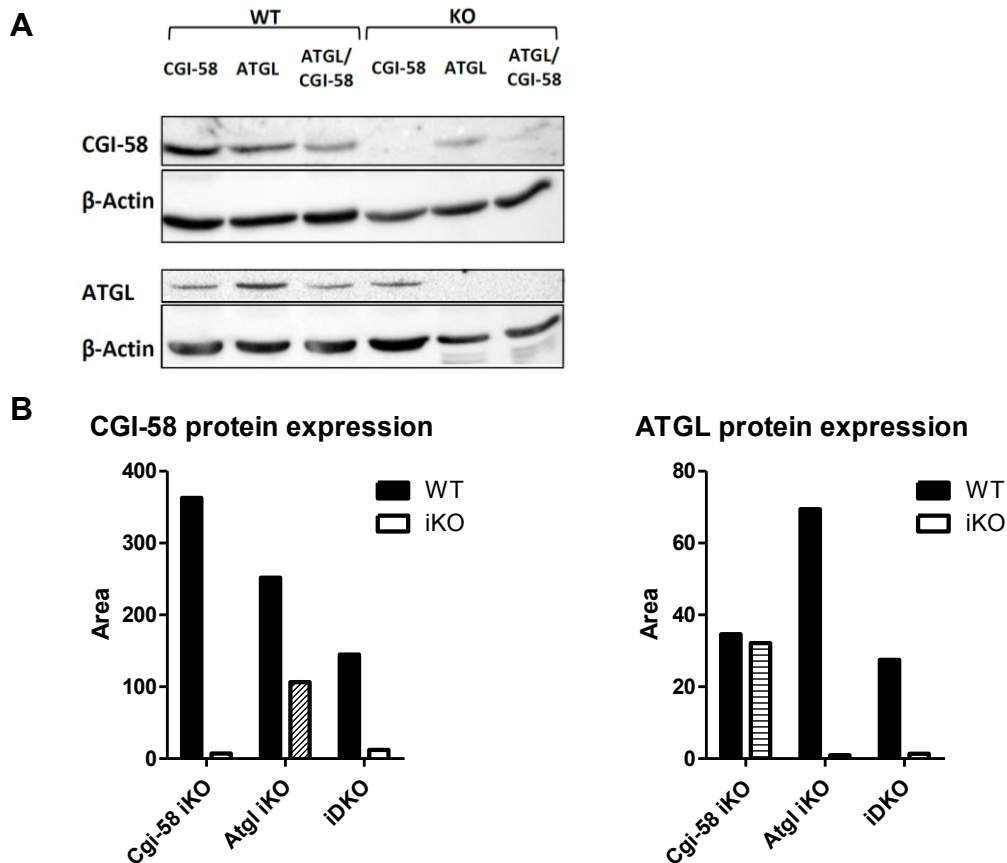 A
WT KO
CGI-58 ATGL ATGL/ CGI-58 CGI-58 ATGL ATGL/ CGI-58
CGI-58
β-Actin
ATGL
β-Actin
B
CGI-58 protein expression
400
300
200
100
0
Area
WT
iKO
Cgi-58 iKO
Atgl iKO
iDKO
ATGL protein expression
80
60
40
20
0
Area
WT
iKO
Cgi-58 iKO
Atgl iKO
iDKO